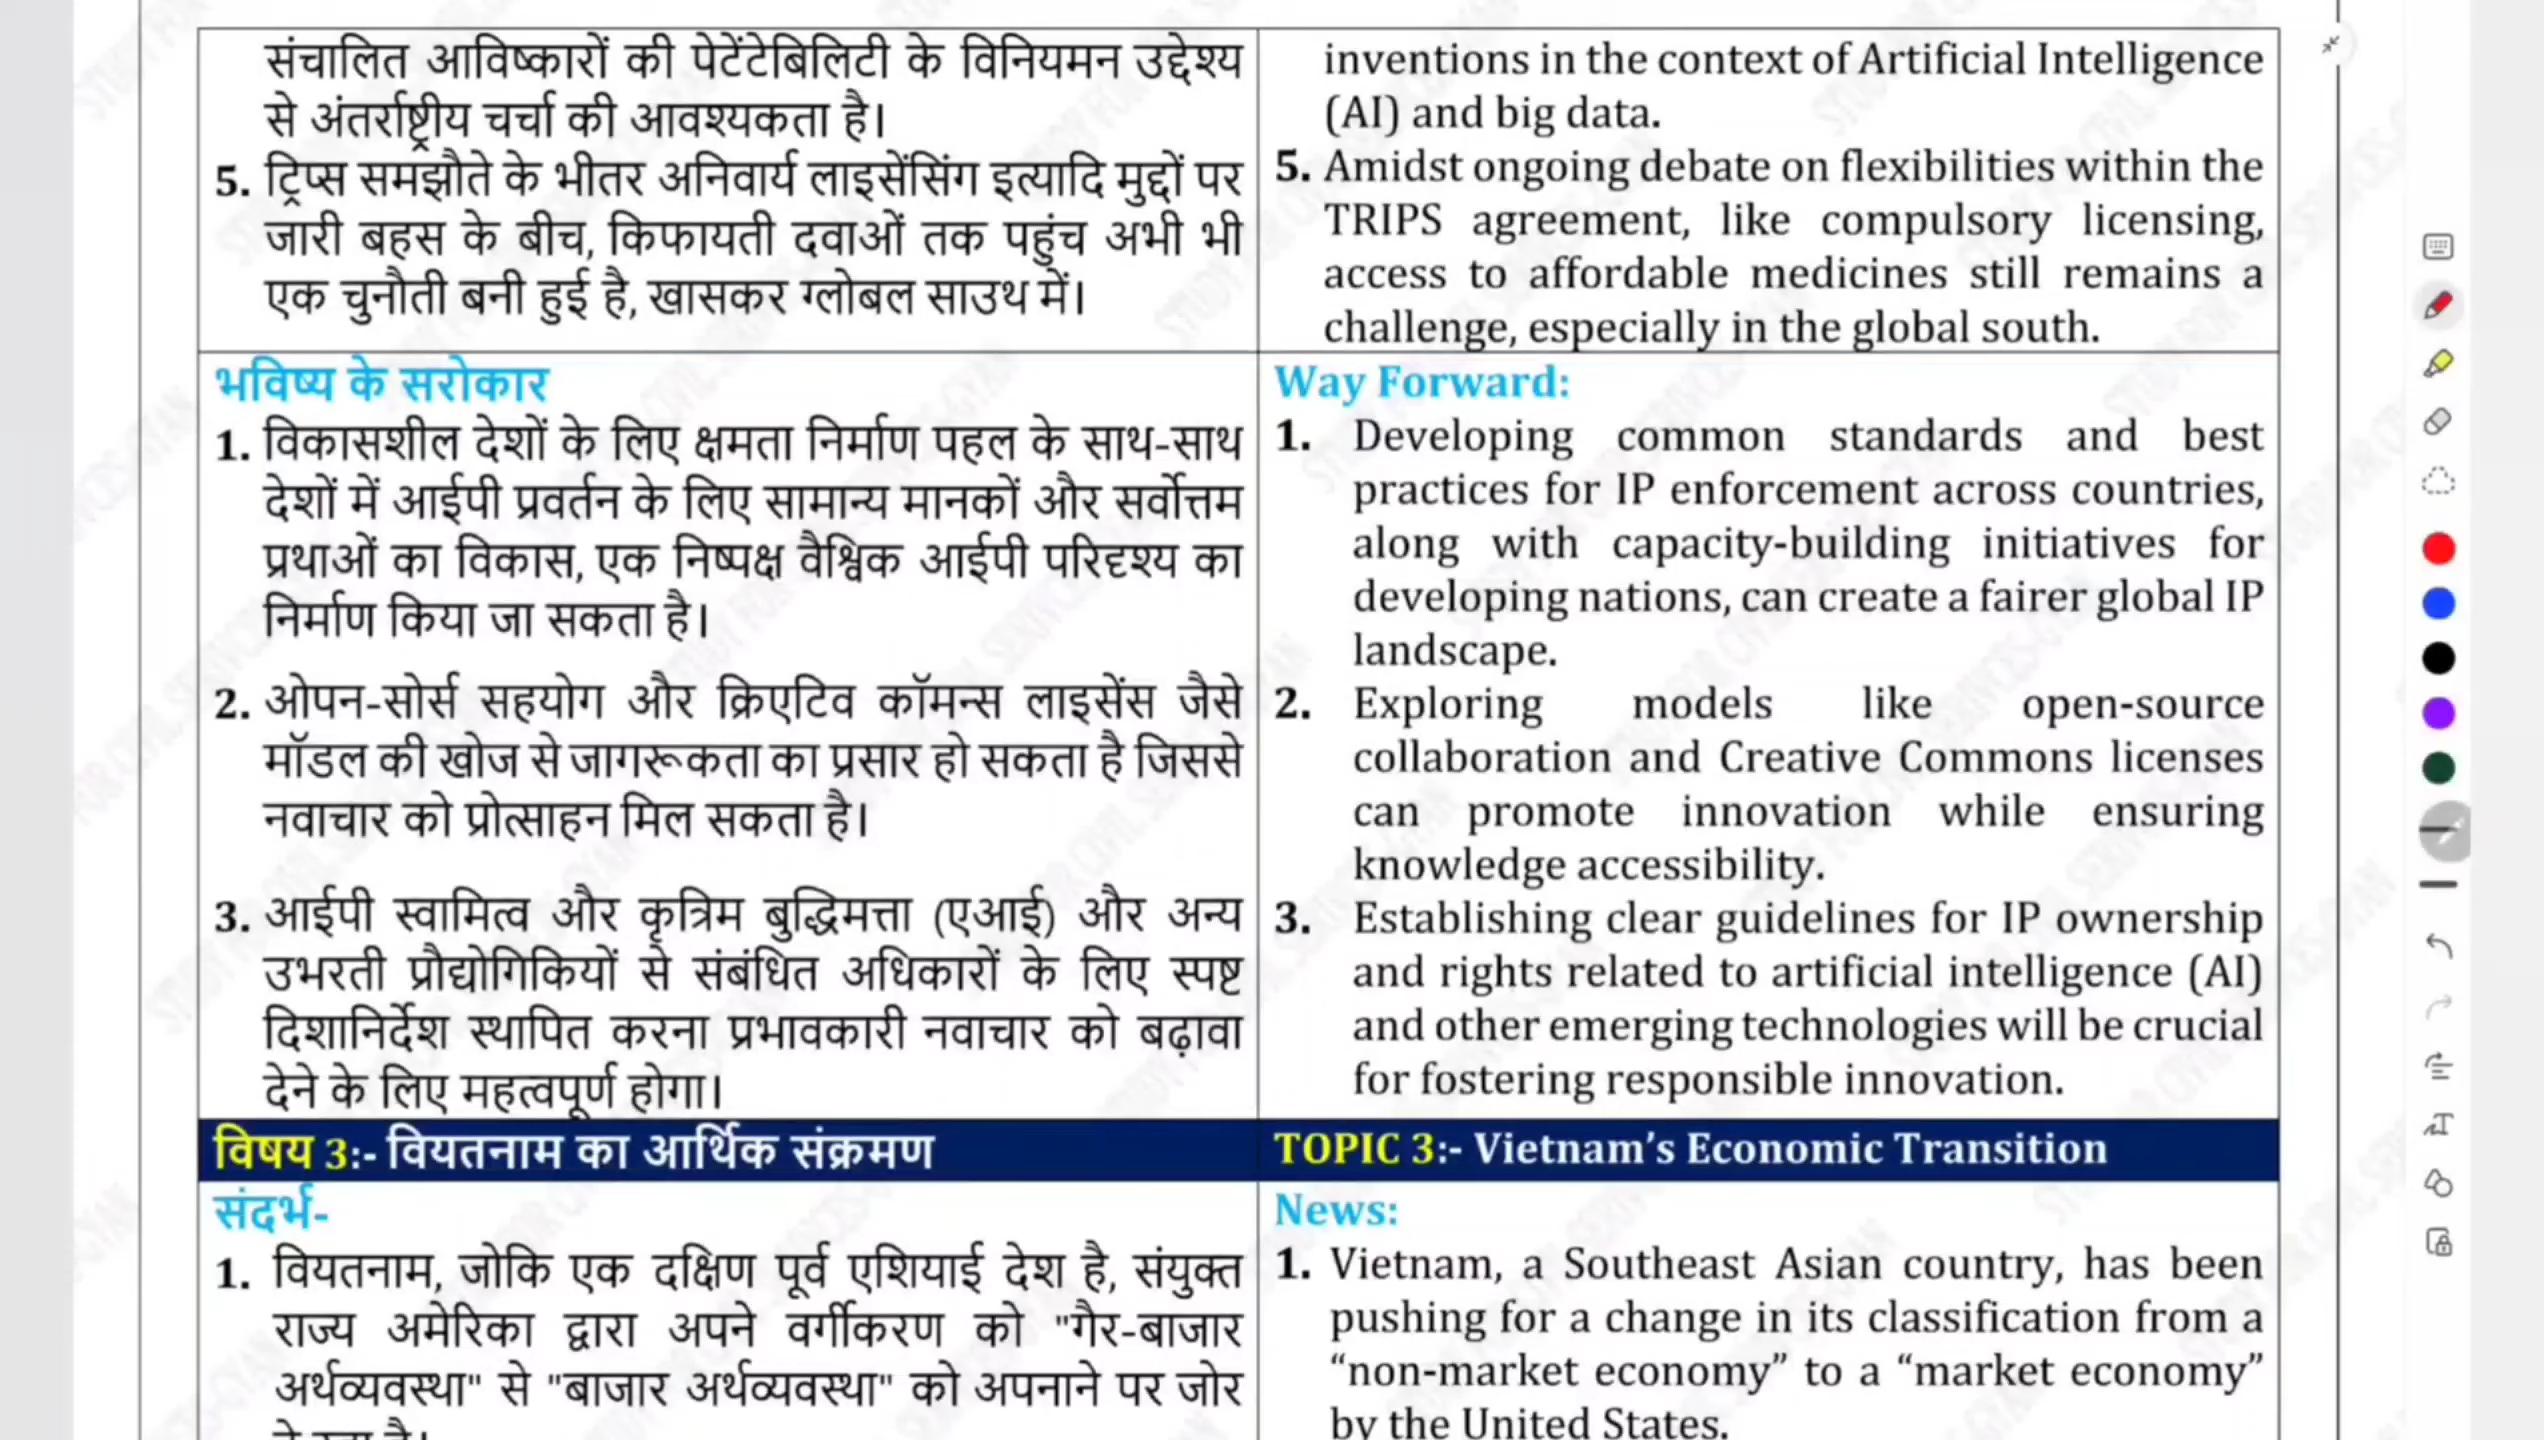 संचालित आविष्कारों की पेटेंटेबिलिटी के विनियमन उद्देश्य
से अंतर्राष्ट्रीय चर्चा की आवश्यकता है।
5. ट्रिप्स समझौते के भीतर अनिवार्य लाइसेंसिंग इत्यादि मुद्दों पर
जारी बहस के बीच, किफायती दवाओं तक पहुंच अभी भी
एक चुनौती बनी हुई है, खासकर ग्लोबल साउथ में।
inventions in the context of Artificial Intelligence
(AI) and big data.
5. Amidst ongoing debate on flexibilities within the
TRIPS agreement, like compulsory licensing,
access to affordable medicines still remains a
challenge, especially in the global south.
भविष्य के सरोकार
1. विकासशील देशों के लिए क्षमता निर्माण पहल के साथ-साथ
देशों में आईपी प्रवर्तन के लिए सामान्य मानकों और सर्वोत्तम
प्रथाओं का विकास, एक निष्पक्ष वैश्विक आईपी परिदृश्य का
निर्माण किया जा सकता है।
2. ओपन-सोर्स सहयोग और क्रिएटिव कॉमन्स लाइसेंस जैसे
मॉडल की खोज से जागरूकता का प्रसार हो सकता है जिससे
नवाचार को प्रोत्साहन मिल सकता है।
3. आईपी स्वामित्व और कृत्रिम बुद्धिमत्ता (एआई) और अन्य
उभरती प्रौद्योगिकियों से संबंधित अधिकारों के लिए स्पष्ट
दिशानिर्देश स्थापित करना प्रभावकारी नवाचार को बढ़ावा
देने के लिए महत्वपूर्ण होगा।
Way Forward:
1. Developing common standards and best
practices for IP enforcement across countries,
along with capacity-building initiatives for
developing nations, can create a fairer global IP
landscape.
2. Exploring models like open-source
collaboration and Creative Commons licenses
can promote innovation while ensuring
knowledge accessibility.
3. Establishing clear guidelines for IP ownership
and rights related to artificial intelligence (AI)
and other emerging technologies will be crucial
for fostering responsible innovation.
विषय 3:- वियतनाम का आर्थिक संक्रमण
TOPIC 3:- Vietnam’s Economic Transition
संदर्भ-
1. वियतनाम, जोकि एक दक्षिण पूर्व एशियाई देश है, संयुक्त
राज्य अमेरिका द्वारा अपने वर्गीकरण को "गैर-बाजार
अर्थव्यवस्था" से "बाजार अर्थव्यवस्था" को अपनाने पर जोर
News:
1. Vietnam, a Southeast Asian country, has been
pushing for a change in its classification from a
“non-market economy” to a “market economy”
by the United States.